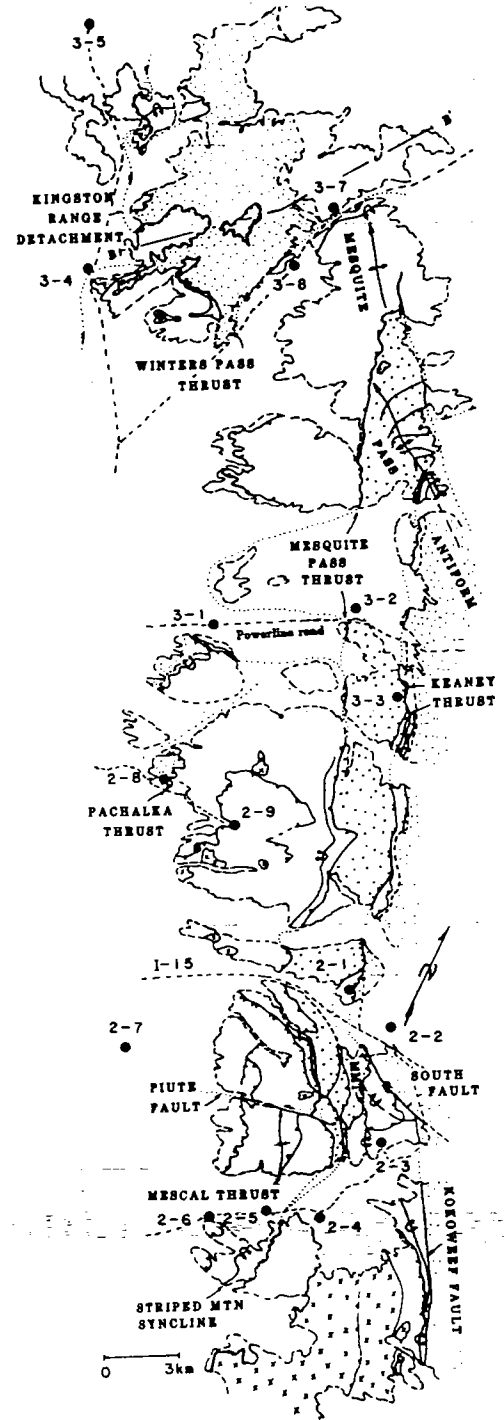 3-5
B'
3-7
KINGSTON
RANGE
DETACHMENT
B"
3-4
3-8
MESQUITE
WINTERS PASS
THRUST
PASS
ANTIFORM
MESQUITE
PASS
THRUST
3-1
3-2
Powerline road
3-3
KEANEY
THRUST
2-8
PACHALKA
THRUST
2-9
I-15
2-1
N
2-2
2-7
PIUTE
FAULT
SOUTH
FAULT
2-3
MESCAL THRUST
2-6
2-5
2-4
KOKOWEEF FAULT
STRIPED MTN
SYNCLINE
0
3km